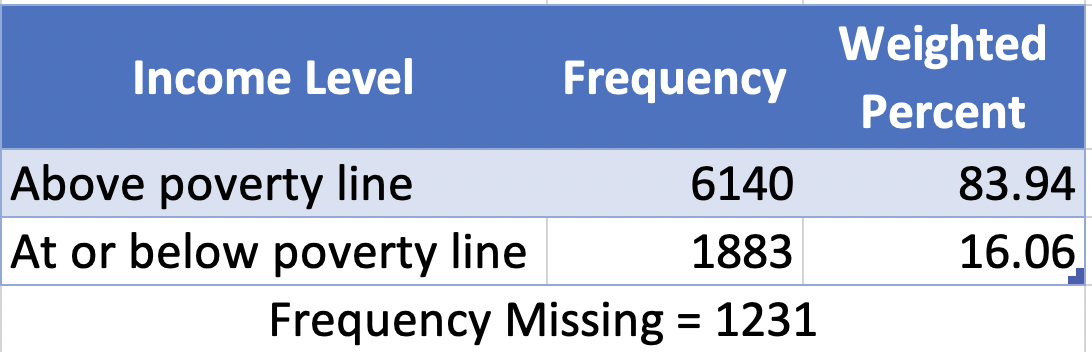 Income Level Frequency Weighted Percent
Above poverty line 6140 83.94
At or below poverty line 1883 16.06
Frequency Missing = 1231